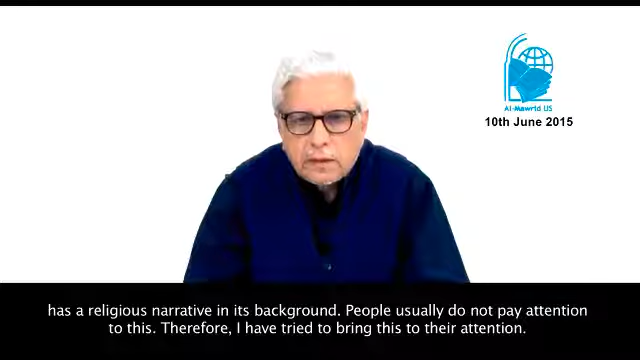 Al-Mawrid US
10th June 2015
has a religious narrative in its background. People usually do not pay attention
to this. Therefore, I have tried to bring this to their attention.